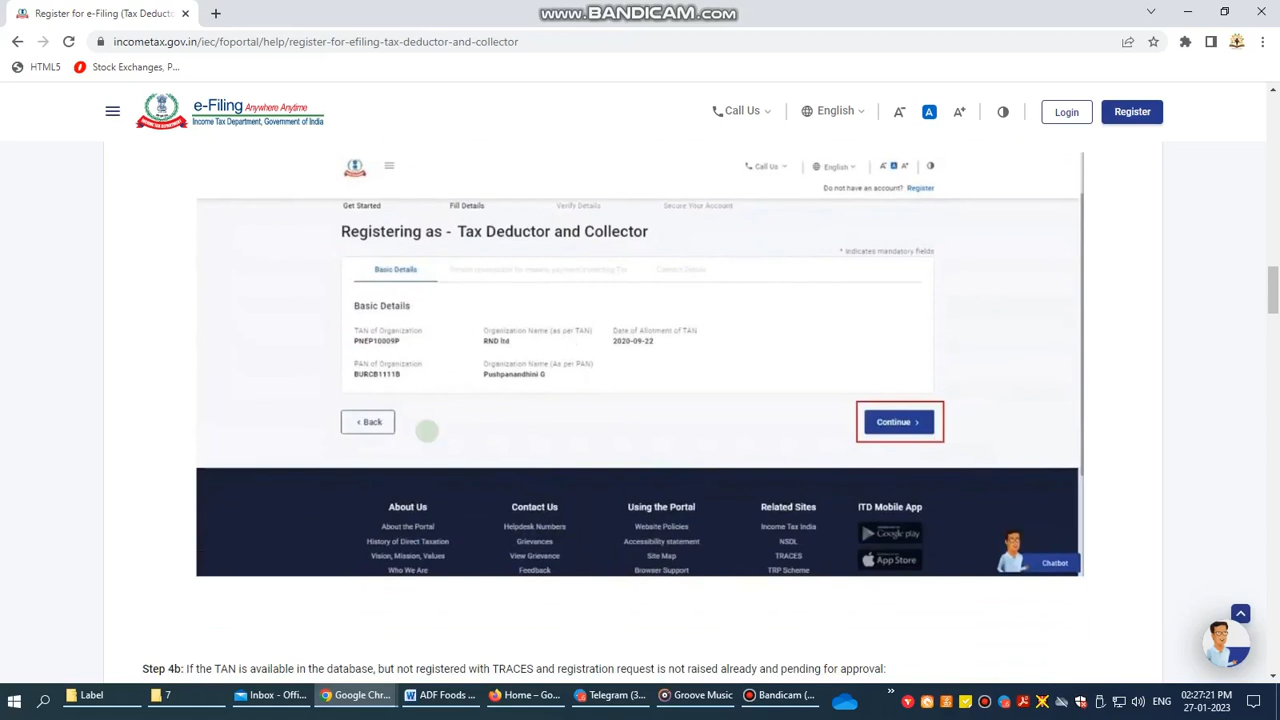 Register for e-Filing (Tax Deducto
WWW.BANDICAM.COM
incometax.gov.in/iec/foportal/help/register-for-efiling-tax-deductor-and-collector
HTML5 Stock Exchanges, P...
e-Filing Anywhere Anytime
Income Tax Department, Government of India
Call Us English A- A A+ Login Register
Call Us English A- A A+
Do not have an account? Register
Get Started Fill Details Verify Details Secure Your Account
Registering as - Tax Deductor and Collector
* Indicates mandatory fields
Basic Details Contact Details
Basic Details
TAN of Organization Organization Name (as per TAN) Date of Allotment of TAN
PNEP10009P RND ltd 2020-09-22
PAN of Organization Organization Name (As per PAN)
BURCB1111B Pushpanandhini G
< Back Continue >
About Us Contact Us Using the Portal Related Sites ITD Mobile App
About the Portal Helpdesk Numbers Website Policies Income Tax India Google play
History of Direct Taxation Grievances Accessibility statement NSDL
Vision, Mission, Values View Grievance Site Map TRACES App Store
Who We Are Feedback Browser Support TRP Scheme
Chatbot
Step 4b: If the TAN is available in the database, but not registered with TRACES and registration request is not raised already and pending for approval:
Label 7 Inbox - Offi... Google Chr... ADF Foods ... Home – Go... Telegram (3... Groove Music Bandicam (... ENG 02:27:21 PM
27-01-2023